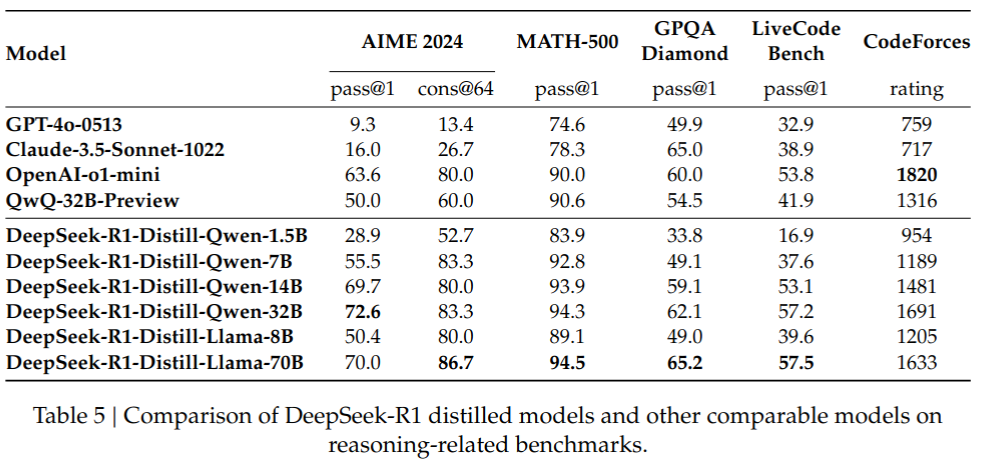 Model AIME 2024 MATH-500 GPQA Diamond LiveCode Bench CodeForces
pass@1 cons@64 pass@1 pass@1 pass@1 rating
GPT-4o-0513 9.3 13.4 74.6 49.9 32.9 759
Claude-3.5-Sonnet-1022 16.0 26.7 78.3 65.0 38.9 717
OpenAI-o1-mini 63.6 80.0 90.0 60.0 53.8 1820
QwQ-32B-Preview 50.0 60.0 90.6 54.5 41.9 1316
DeepSeek-R1-Distill-Qwen-1.5B 28.9 52.7 83.9 33.8 16.9 954
DeepSeek-R1-Distill-Qwen-7B 55.5 83.3 92.8 49.1 37.6 1189
DeepSeek-R1-Distill-Qwen-14B 69.7 80.0 93.9 59.1 53.1 1481
DeepSeek-R1-Distill-Qwen-32B 72.6 83.3 94.3 62.1 57.2 1691
DeepSeek-R1-Distill-Llama-8B 50.4 80.0 89.1 49.0 39.6 1205
DeepSeek-R1-Distill-Llama-70B 70.0 86.7 94.5 65.2 57.5 1633
Table 5 | Comparison of DeepSeek-R1 distilled models and other comparable models on
reasoning-related benchmarks.